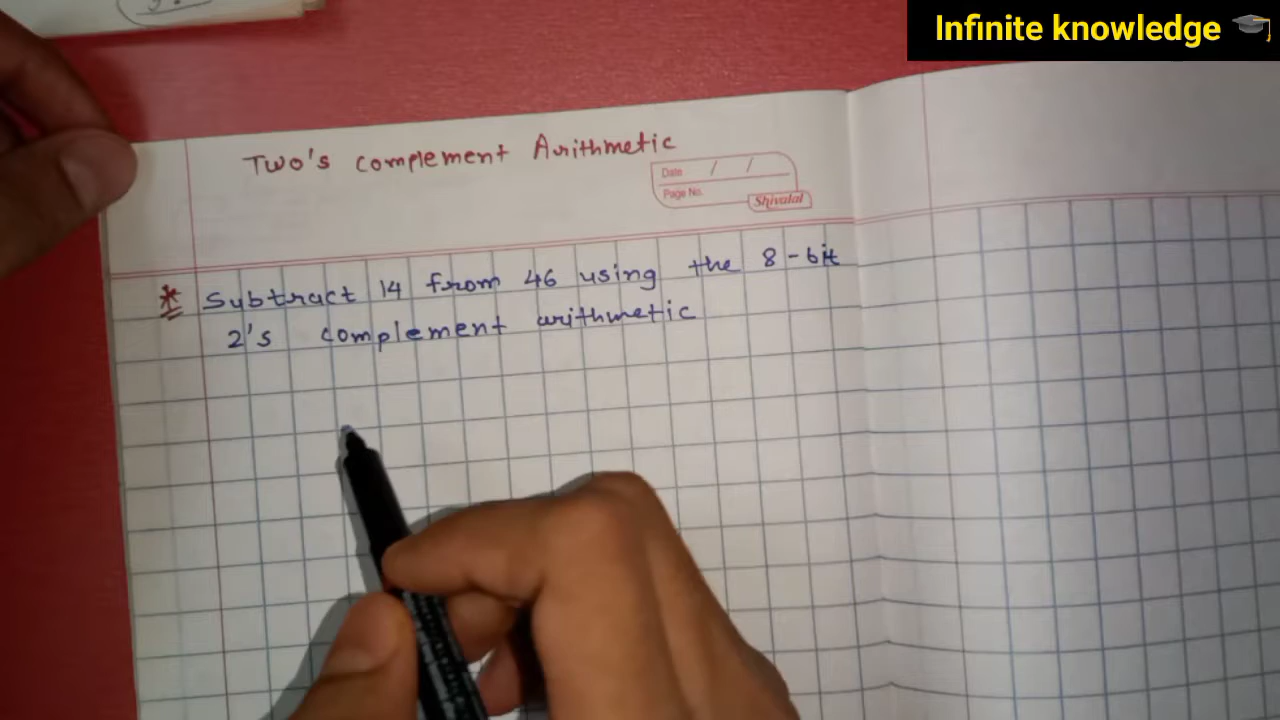 Infinite knowledge 🎓
Two's complement Arithmetic
Date / /
Page No.
Shivalal
* Subtract 14 from 46 using the 8-bit
2's complement arithmetic